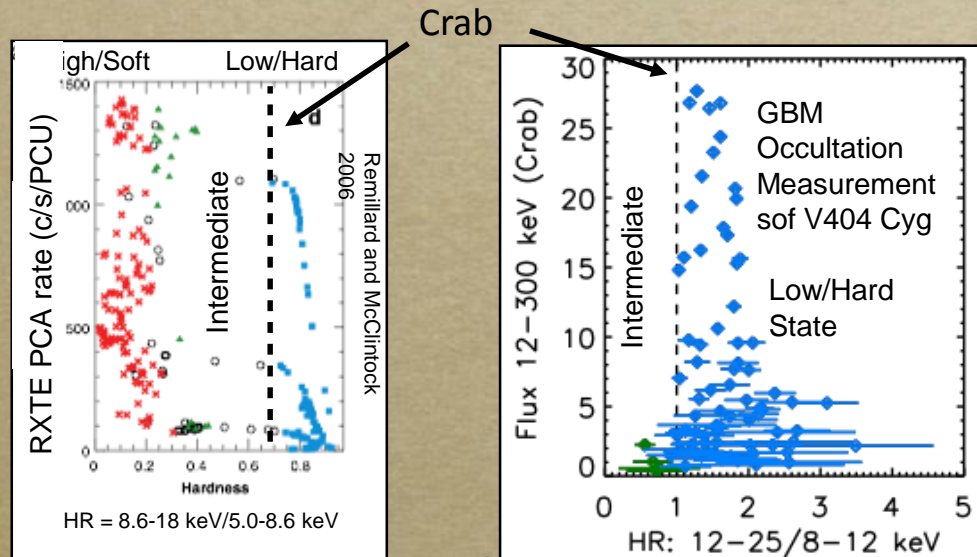 Crab
igh/Soft
Low/Hard
1500
000
500
0
RXTE PCA rate (c/s/PCU)
Intermediate
d
Remillard and McClintock
2006
0
0.2
0.4
0.6
0.8
Hardness
HR = 8.6-18 keV/5.0-8.6 keV
30
25
20
15
10
5
0
Flux 12-300 keV (Crab)
Intermediate
GBM
Occultation
Measurement
sof V404 Cyg
Low/Hard
State
0
1
2
3
4
5
HR: 12-25/8-12 keV